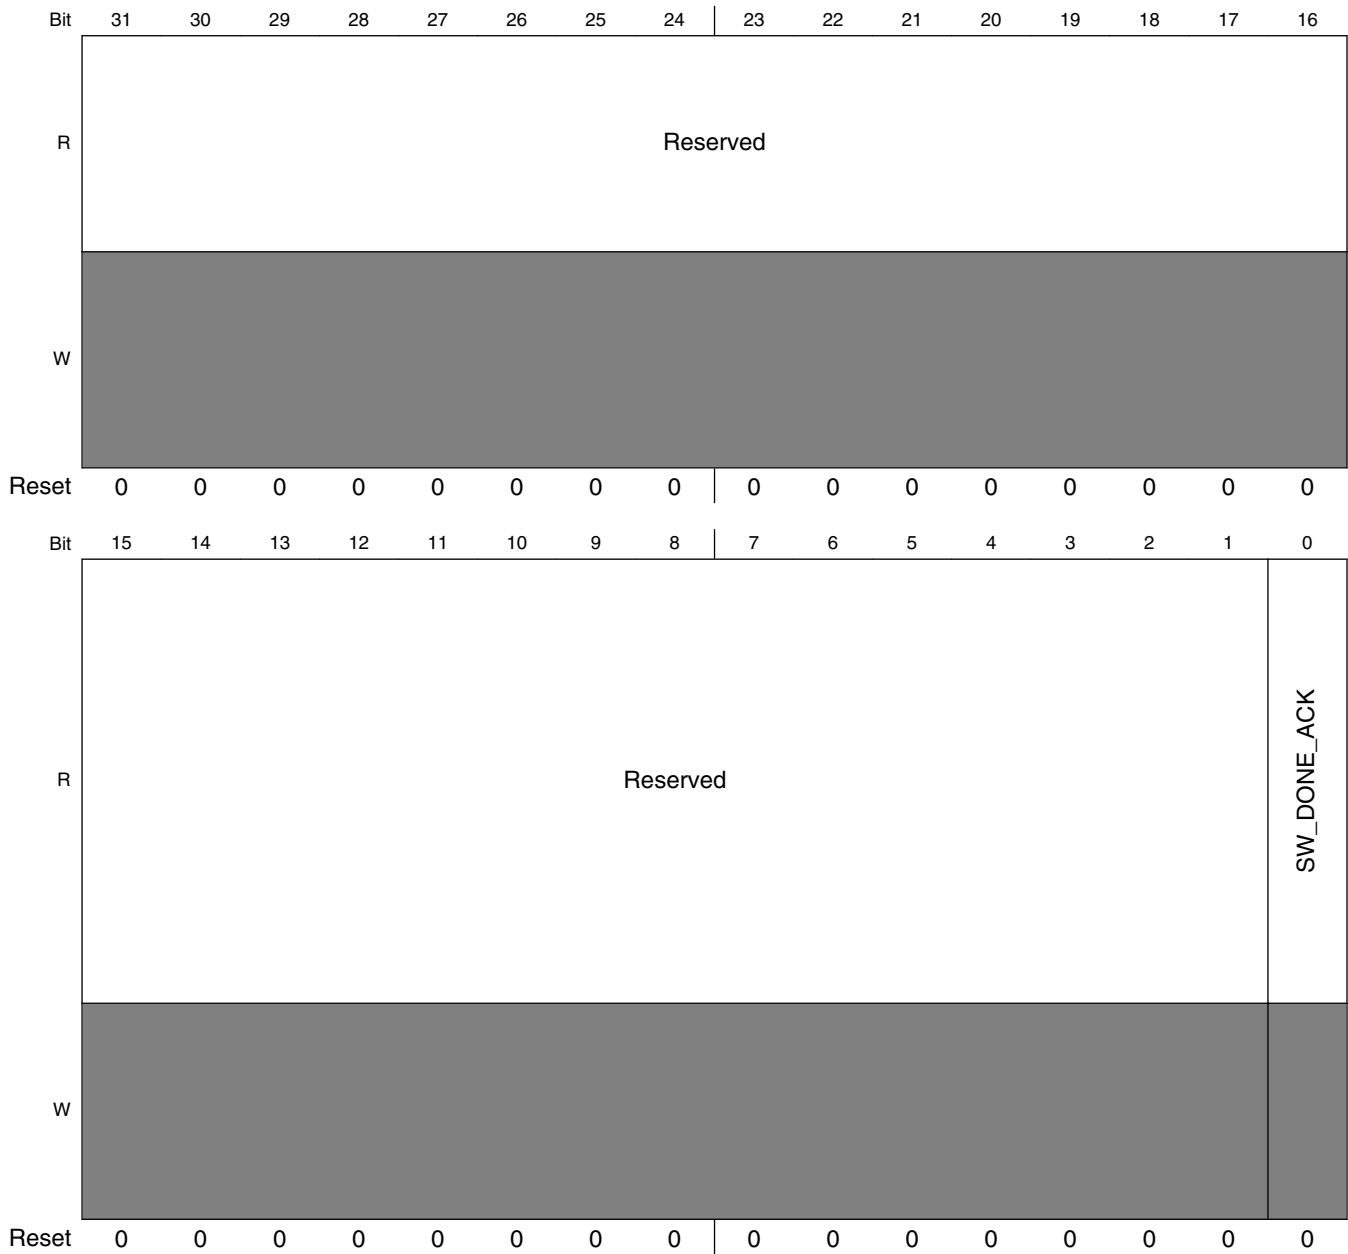 Bit 31 30 29 28 27 26 25 24 23 22 21 20 19 18 17 16
R Reserved
W
Reset 0 0 0 0 0 0 0 0 0 0 0 0 0 0 0 0
Bit 15 14 13 12 11 10 9 8 7 6 5 4 3 2 1 0
R Reserved SW_DONE_ACK
W
Reset 0 0 0 0 0 0 0 0 0 0 0 0 0 0 0 0